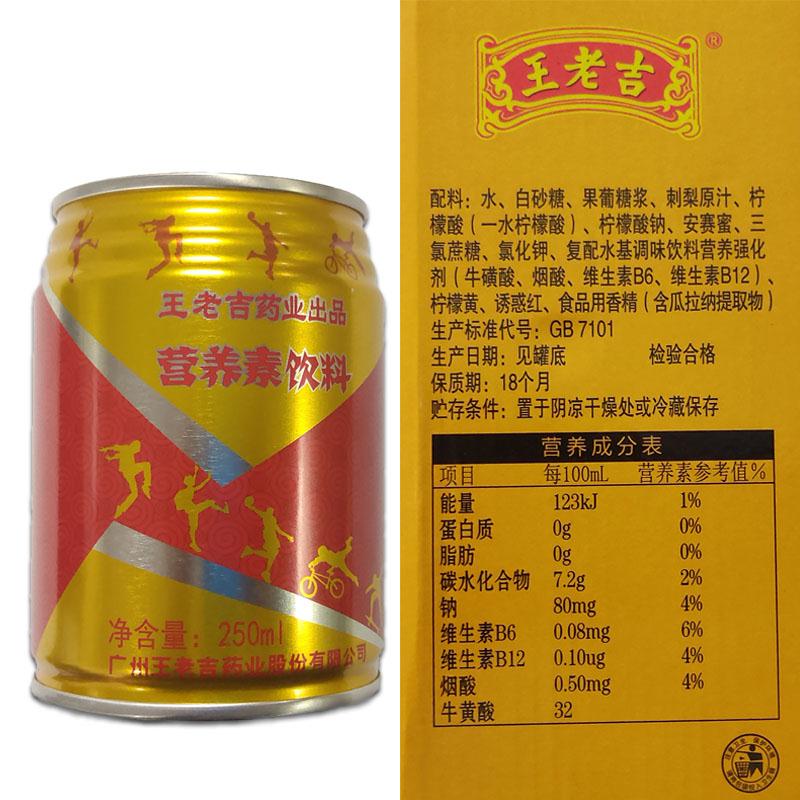 王老吉药业出品
营养素饮料
净含量：250ml
广州王老吉药业股份有限公司
王老吉®
配料：水、白砂糖、果葡糖浆、刺梨原汁、柠
檬酸（一水柠檬酸）、柠檬酸钠、安赛蜜、三
氯蔗糖、氯化钾、复配水基调味饮料营养强化
剂（牛磺酸、烟酸、维生素B6、维生素B12）、
柠檬黄、诱惑红、食品用香精（含瓜拉纳提取物）
生产标准代号：GB 7101
生产日期：见罐底 检验合格
保质期：18个月
贮存条件：置于阴凉干燥处或冷藏保存
营养成分表
项目 每100mL 营养素参考值%
能量 123kJ 1%
蛋白质 0g 0%
脂肪 0g 0%
碳水化合物 7.2g 2%
钠 80mg 4%
维生素B6 0.08mg 6%
维生素B12 0.10ug 4%
烟酸 0.50mg 4%
牛黄酸 32